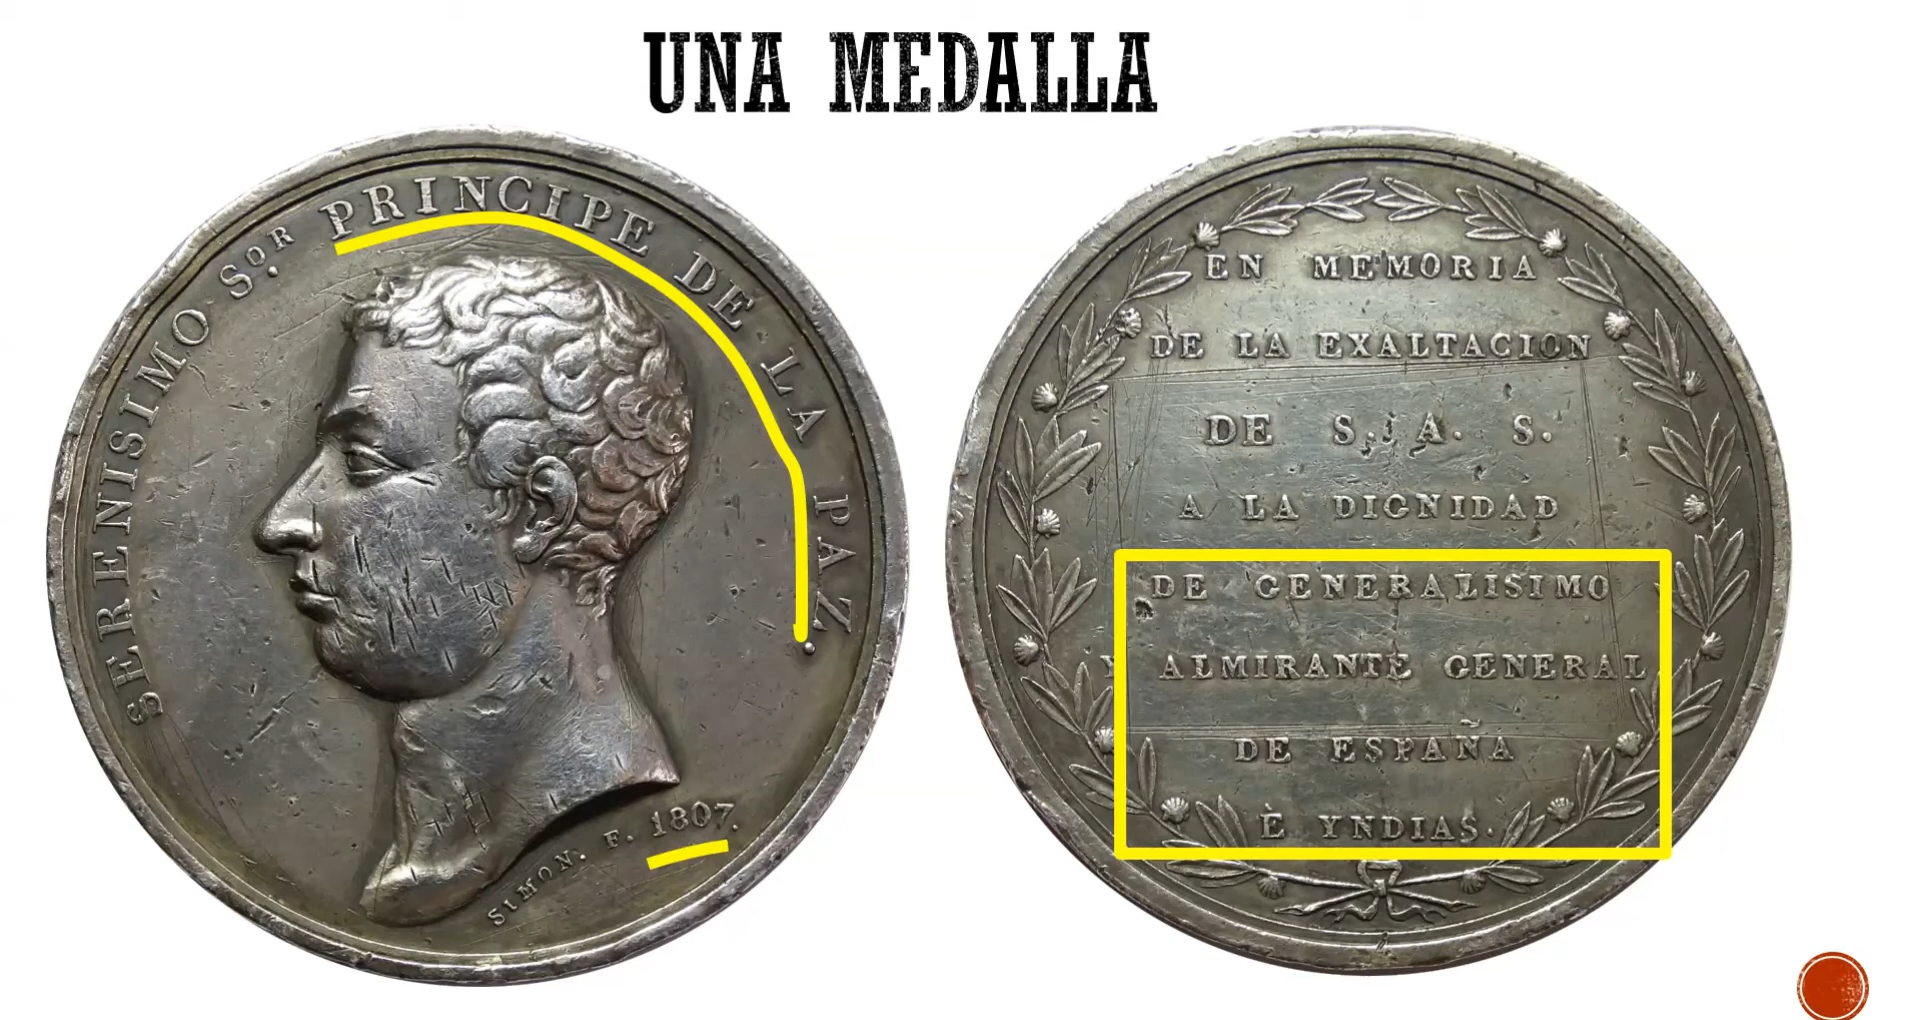 UNA MEDALLA
SERENISIMO SOR. PRINCIPE DE LA PAZ.
SIMON. F. 1807.
EN MEMORIA
DE LA EXALTACION
DE S. A. S.
A LA DIGNIDAD
DE GENERALISIMO
Y ALMIRANTE GENERAL
DE ESPAÑA
È YNDIAS.